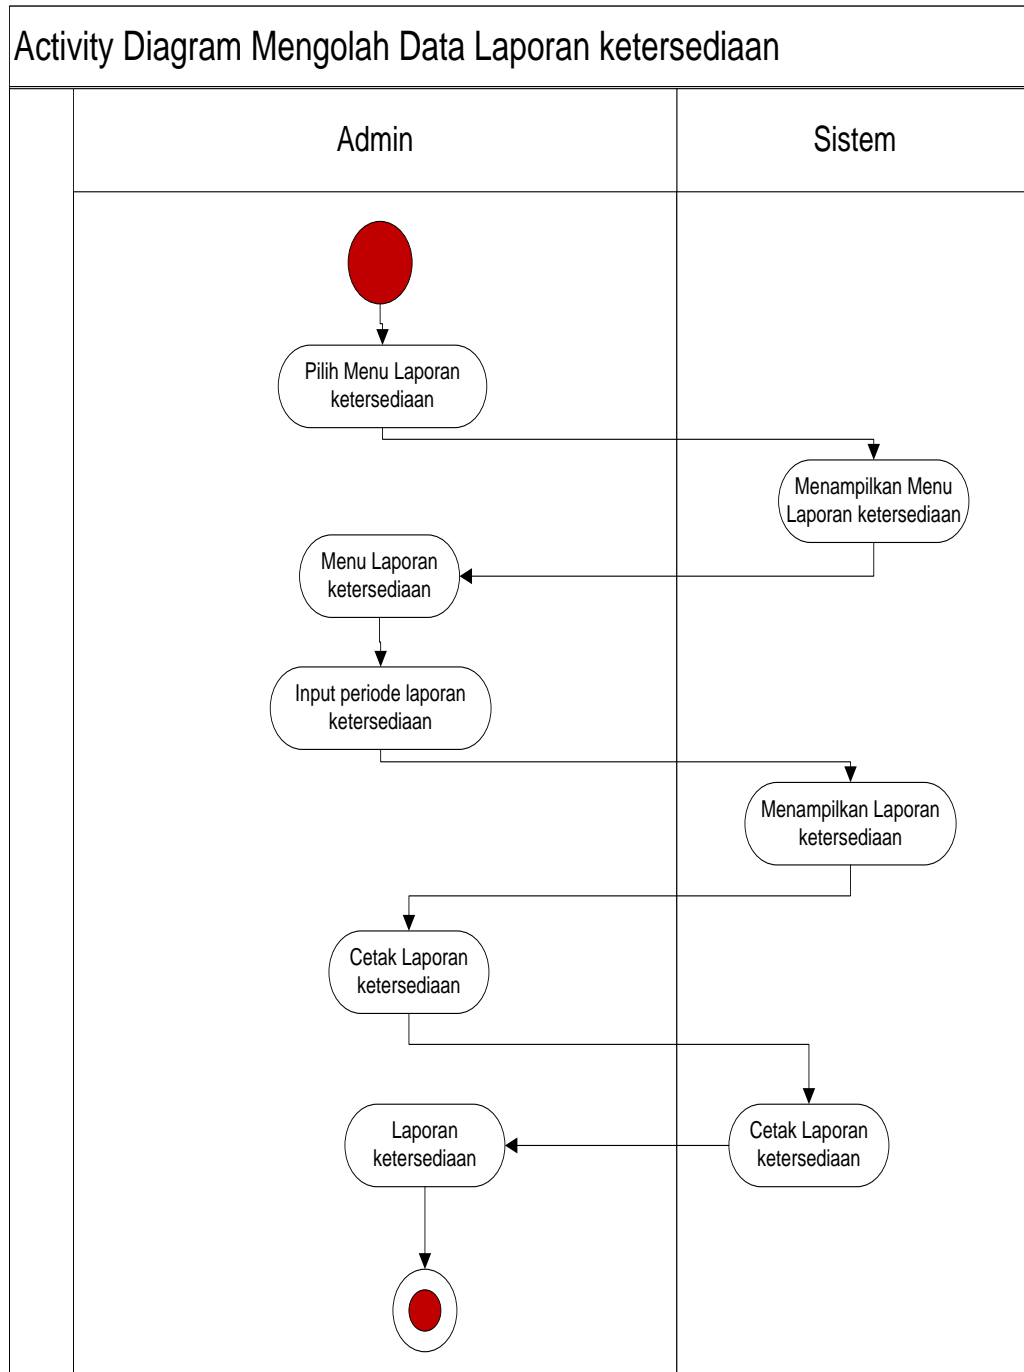 Activity Diagram Mengolah Data Laporan ketersediaan
Admin
Sistem
Pilih Menu Laporan
ketersediaan
Menampilkan Menu
Laporan ketersediaan
Menu Laporan
ketersediaan
Input periode laporan
ketersediaan
Menampilkan Laporan
ketersediaan
Cetak Laporan
ketersediaan
Cetak Laporan
ketersediaan
Laporan
ketersediaan